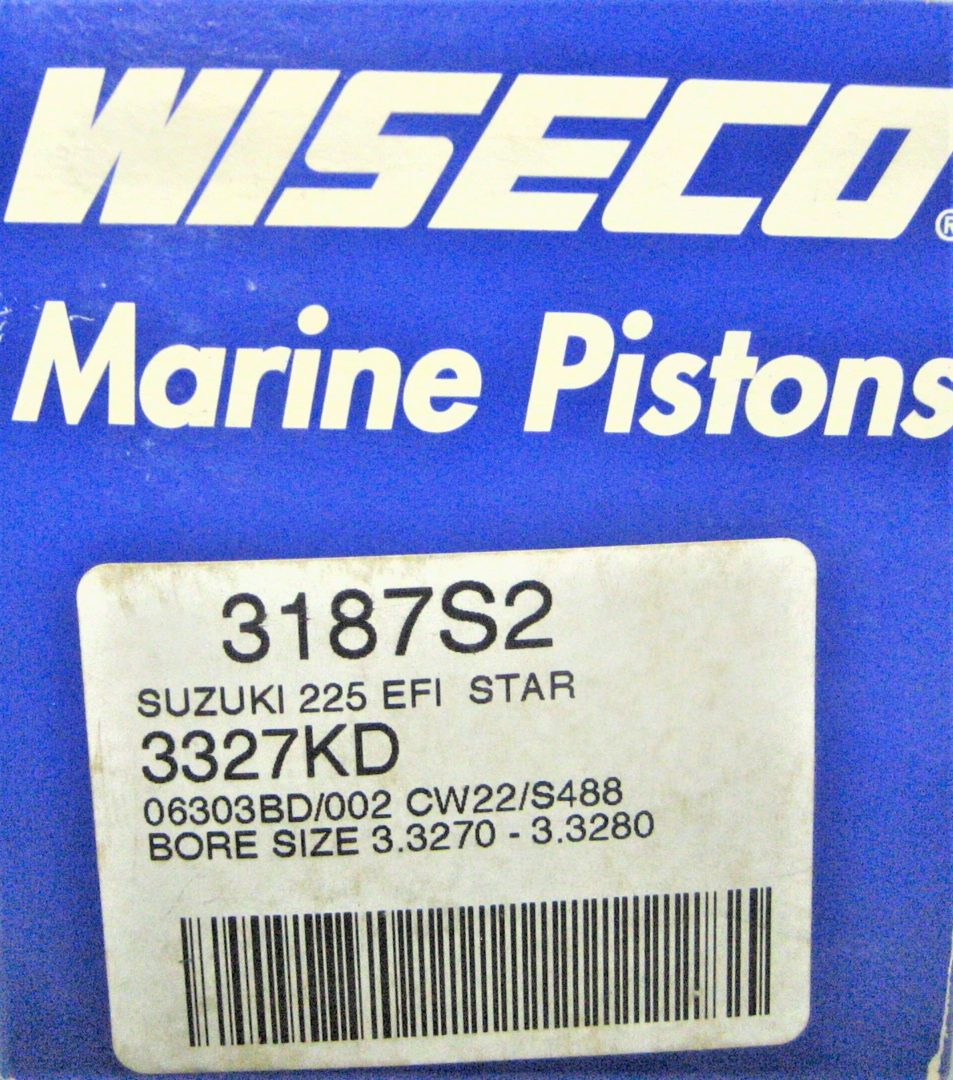 WISECO®
Marine Pistons
3187S2
SUZUKI 225 EFI STAR
3327KD
06303BD/002 CW22/S488
BORE SIZE 3.3270 - 3.3280